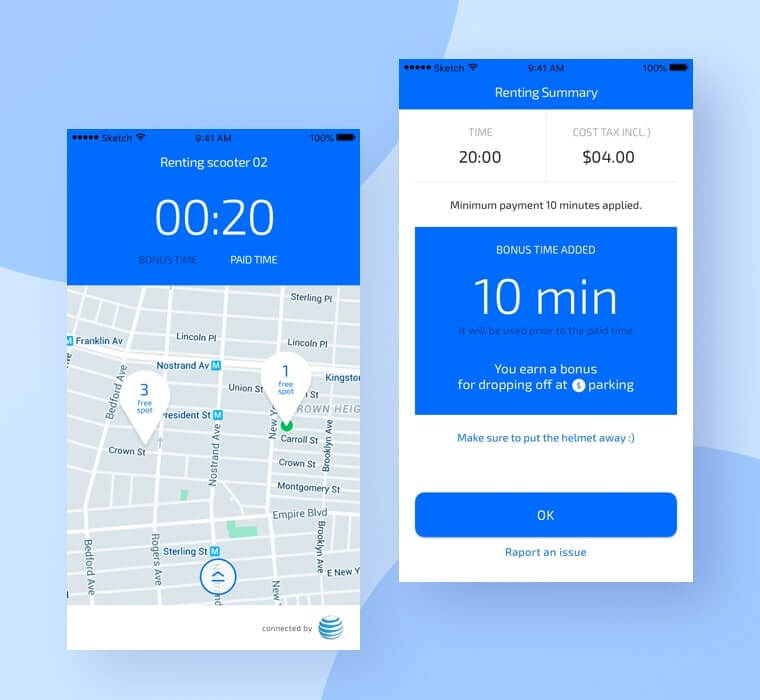 Sketch 9:41 AM 100%
Renting scooter 02
00:20
BONUS TIME PAID TIME
Sterling Pl
Franklin Av
M
Lincoln Pl
Lincoln Pl
Nostrand Av M
1
free
spot
Kingston
3
free
spot
Union St
Bedford Ave
President St M
CROWN HEIG
New Yo
Carroll St
Crown St
Nostrand Ave
Brooklyn Ave
Crown St
Montgomery St
Empire Blvd
Bedford Ave
Rogers Ave
Sterling St M
Nostrand
New York
Brooklyn Ave
E New Y
connected by
Sketch 9:41 AM 100%
Renting Summary
TIME COST TAX INCL.)
20:00 $04.00
Minimum payment 10 minutes applied.
BONUS TIME ADDED
10 min
It will be used prior to the paid time
You earn a bonus
for dropping off at $ parking
Make sure to put the helmet away :)
OK
Raport an issue